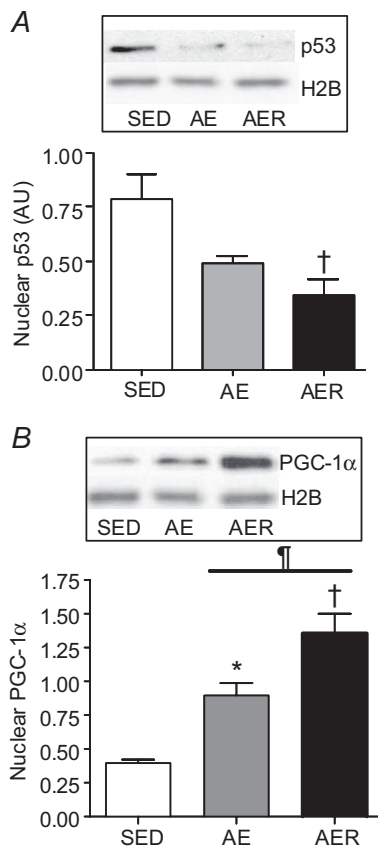 A
p53
H2B
SED AE AER
Nuclear p53 (AU)
1.00
0.75
0.50
0.25
0.00
†
SED AE AER
B
PGC-1α
H2B
SED AE AER
¶
Nuclear PGC-1α
1.75
1.50
1.25
1.00
0.75
0.50
0.25
0.00
*
†
SED AE AER